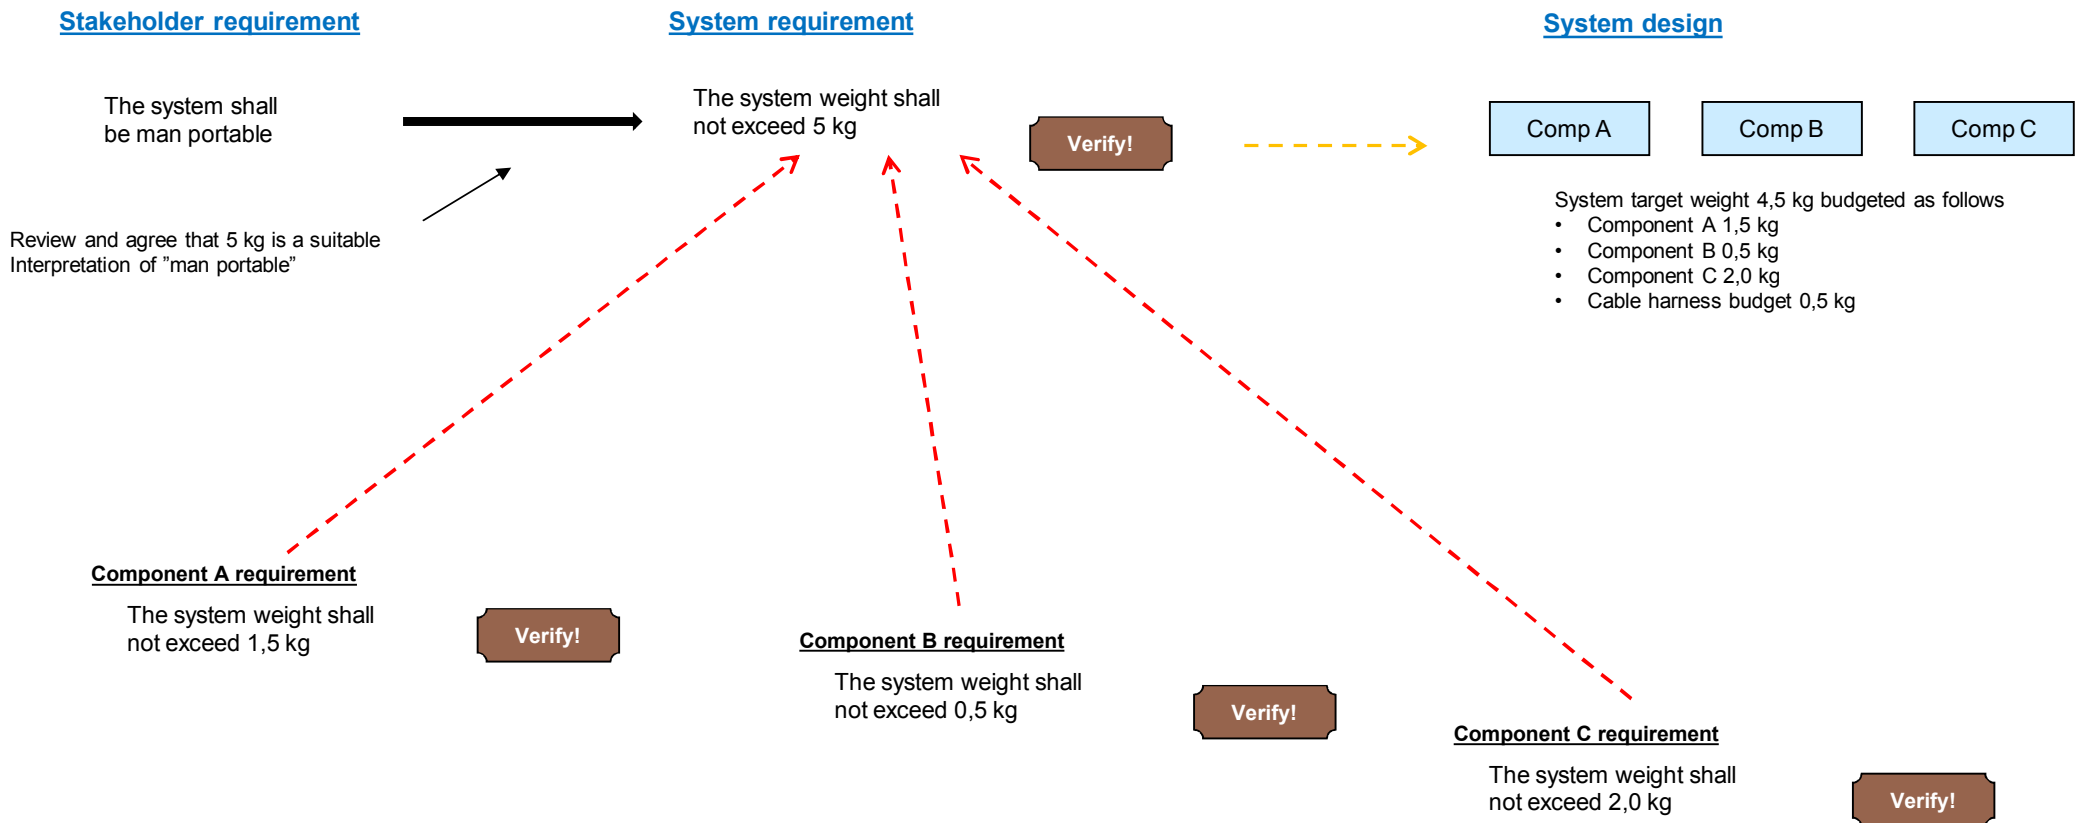 Stakeholder requirement
System requirement
System design
The system shall
be man portable
The system weight shall
not exceed 5 kg
Verify!
Comp A
Comp B
Comp C
Review and agree that 5 kg is a suitable
Interpretation of ”man portable”
System target weight 4,5 kg budgeted as follows
• Component A 1,5 kg
• Component B 0,5 kg
• Component C 2,0 kg
• Cable harness budget 0,5 kg
Component A requirement
The system weight shall
not exceed 1,5 kg
Verify!
Component B requirement
The system weight shall
not exceed 0,5 kg
Verify!
Component C requirement
The system weight shall
not exceed 2,0 kg
Verify!